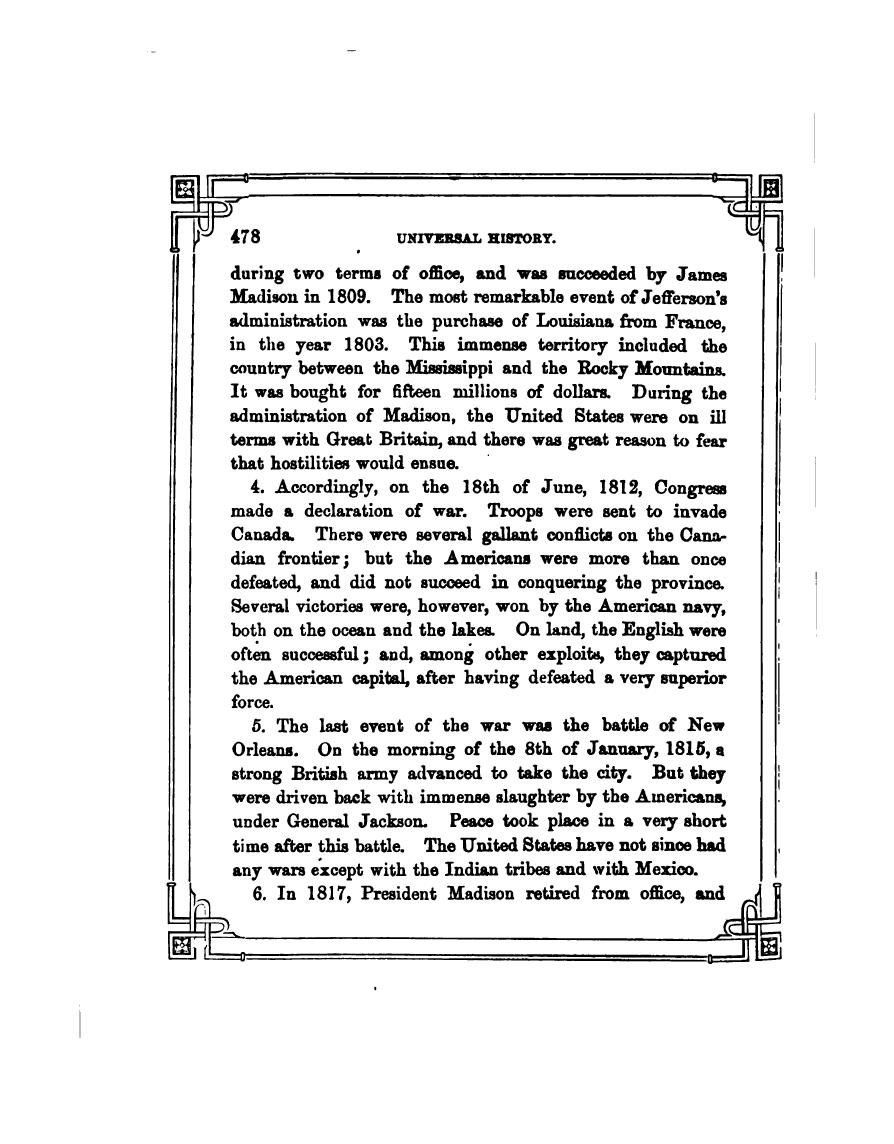 478 UNIVERSAL HISTORY.
during two terms of office, and was succeeded by James
Madison in 1809. The most remarkable event of Jefferson's
administration was the purchase of Louisiana from France,
in the year 1803. This immense territory included the
country between the Mississippi and the Rocky Mountains.
It was bought for fifteen millions of dollars. During the
administration of Madison, the United States were on ill
terms with Great Britain, and there was great reason to fear
that hostilities would ensue.
4. Accordingly, on the 18th of June, 1812, Congress
made a declaration of war. Troops were sent to invade
Canada. There were several gallant conflicts on the Cana-
dian frontier; but the Americans were more than once
defeated, and did not succeed in conquering the province.
Several victories were, however, won by the American navy,
both on the ocean and the lakes. On land, the English were
often successful; and, among other exploits, they captured
the American capital, after having defeated a very superior
force.
5. The last event of the war was the battle of New
Orleans. On the morning of the 8th of January, 1815, a
strong British army advanced to take the city. But they
were driven back with immense slaughter by the Americans,
under General Jackson. Peace took place in a very short
time after this battle. The United States have not since had
any wars except with the Indian tribes and with Mexico.
6. In 1817, President Madison retired from office, and